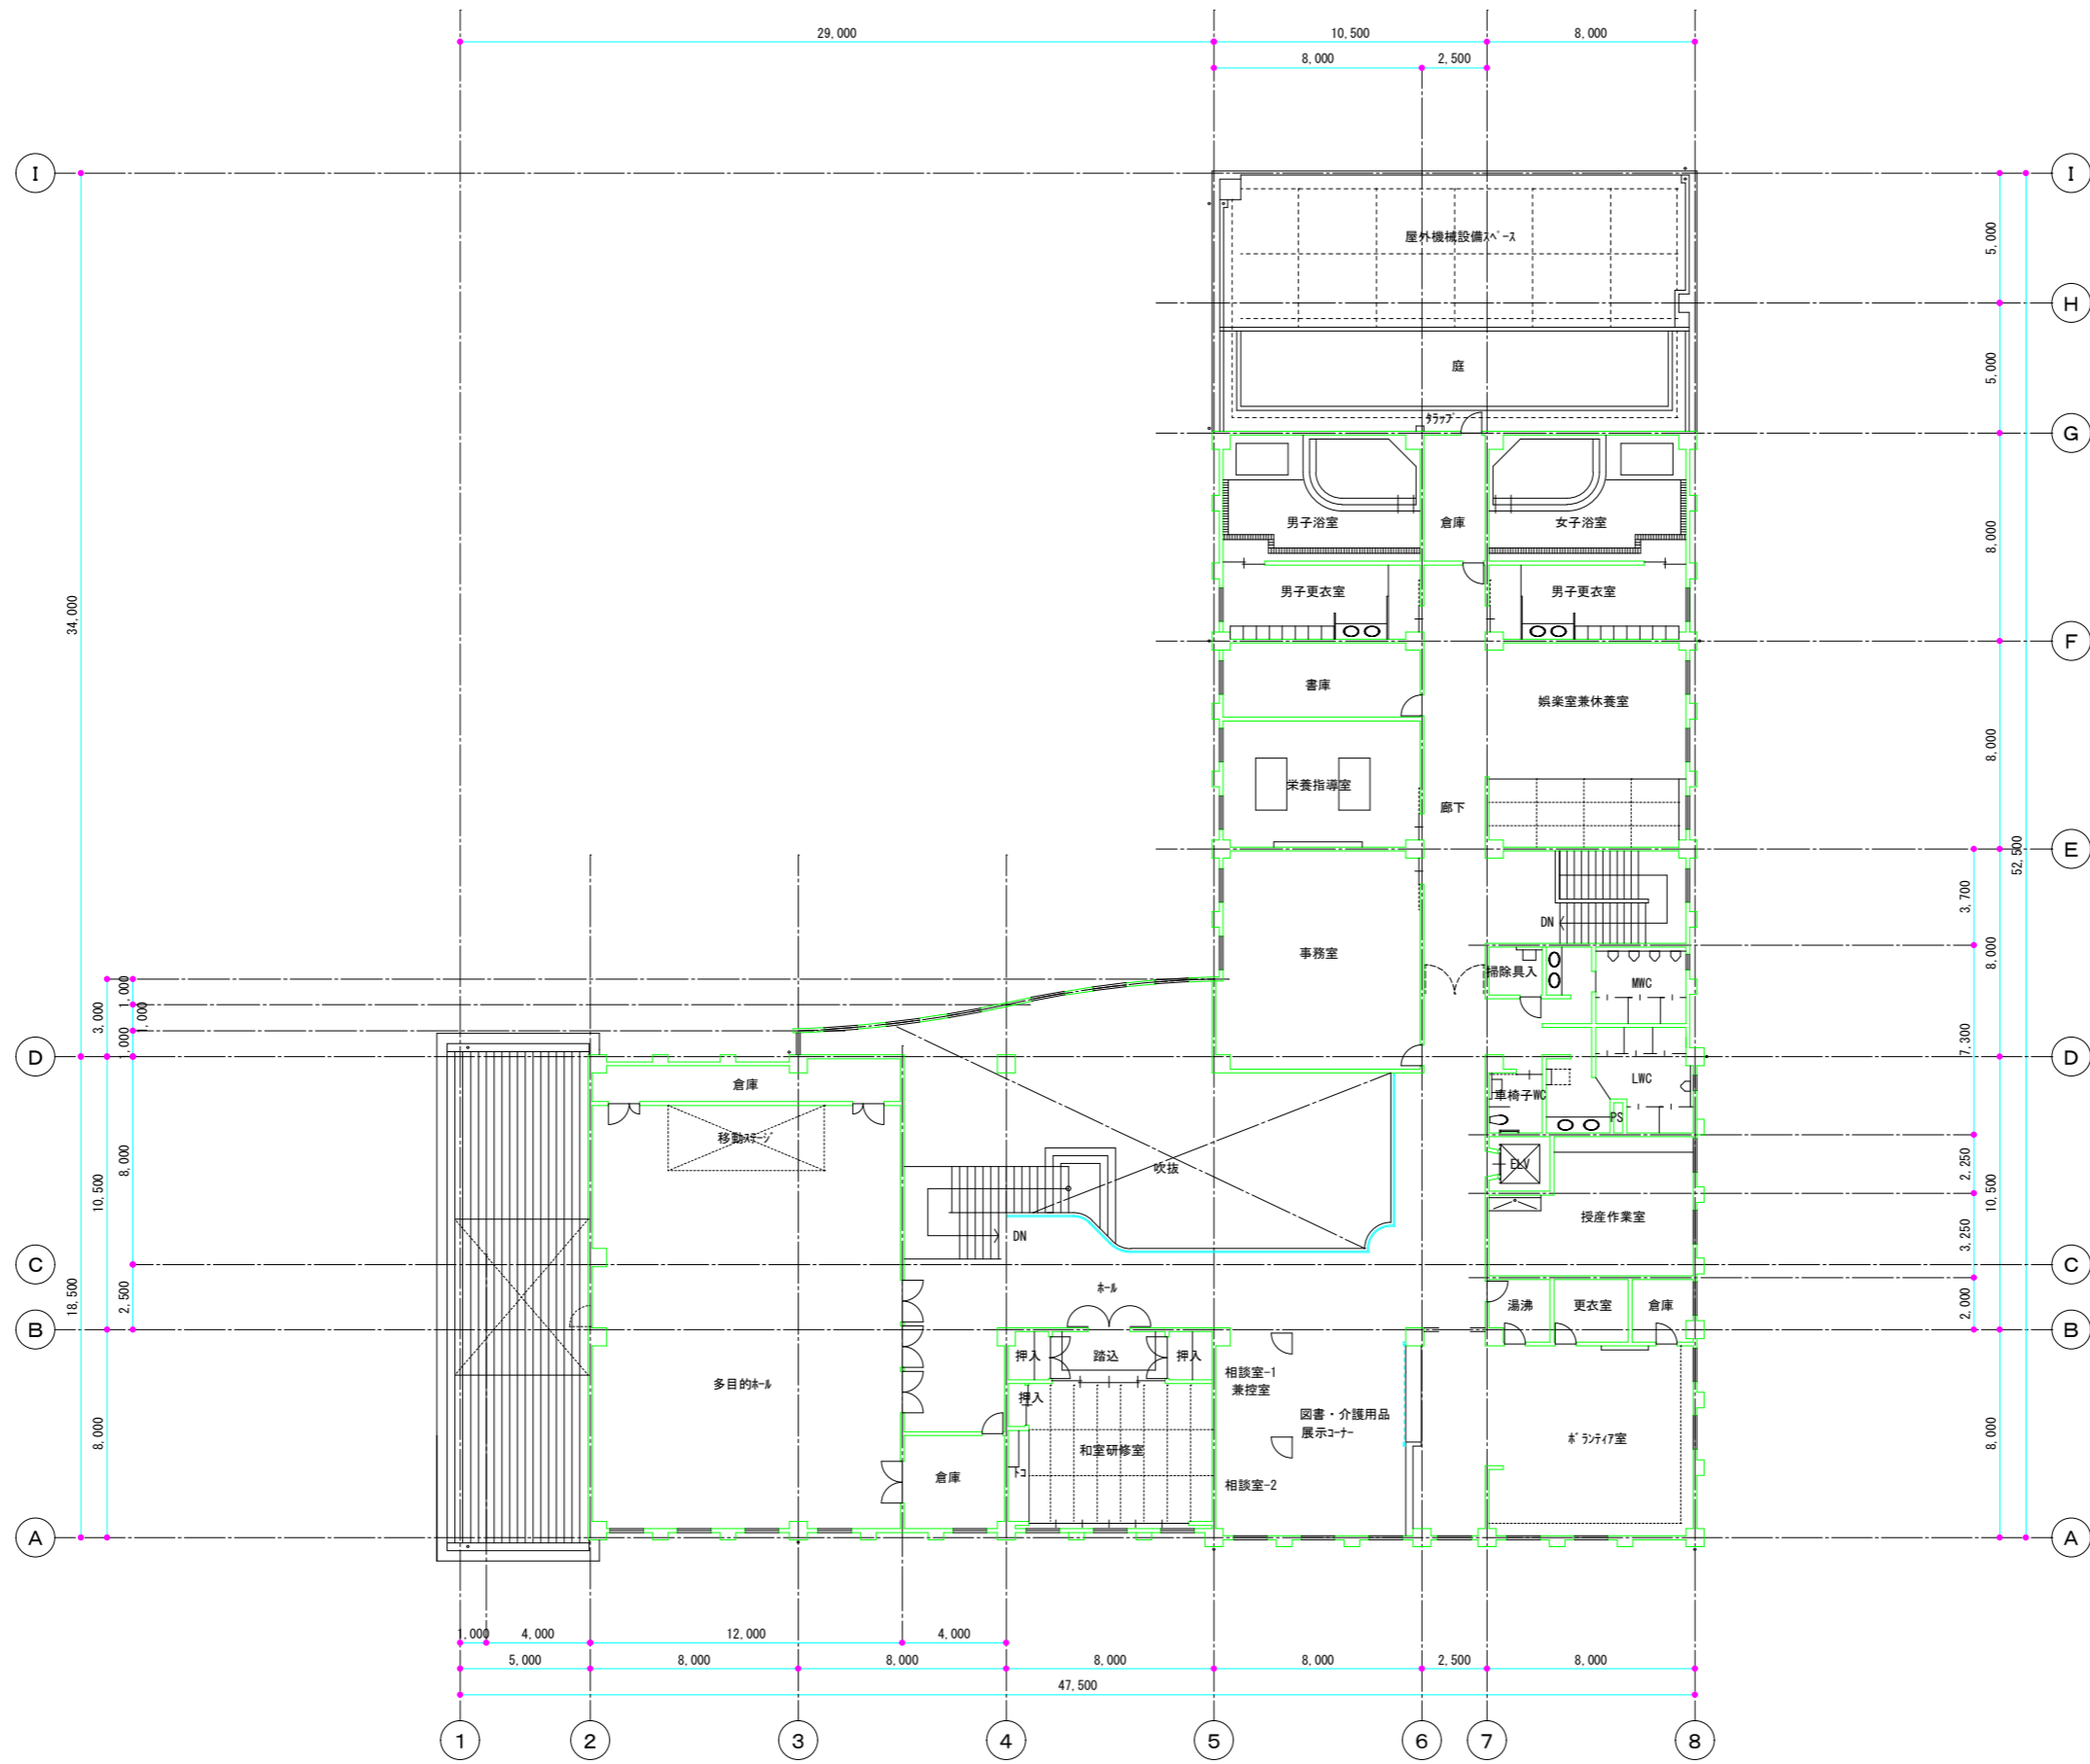 29,000
10,500
8,000
8,000
2,500
I
I
屋外機械設備ｽﾍﾟｰｽ
5,000
H
庭
5,000
ﾀﾗｯﾌﾟ
G
男子浴室
倉庫
女子浴室
8,000
男子更衣室
男子更衣室
34,000
F
書庫
娯楽室兼休養室
8,000
栄養指導室
廊下
E
52,500
3,700
DN
事務室
掃除具入
8,000
MWC
1,000
3,000
1,000
1,000
7,300
D
D
倉庫
LWC
車椅子WC
PS
移動ｽﾃｰｼﾞ
吹抜
ELV
8,000
10,500
2,250
10,500
授産作業室
DN
3,250
C
C
18,500
2,500
ﾎｰﾙ
湯沸
更衣室
倉庫
2,000
B
B
押入
踏込
押入
相談室-1
兼控室
多目的ﾎｰﾙ
押入
図書・介護用品
展示ｺｰﾅｰ
8,000
和室研修室
ﾎﾞﾗﾝﾃｨｱ室
8,000
倉庫
ﾄｺ
相談室-2
A
A
1,000
4,000
12,000
4,000
5,000
8,000
8,000
8,000
8,000
2,500
8,000
47,500
1
2
3
4
5
6
7
8